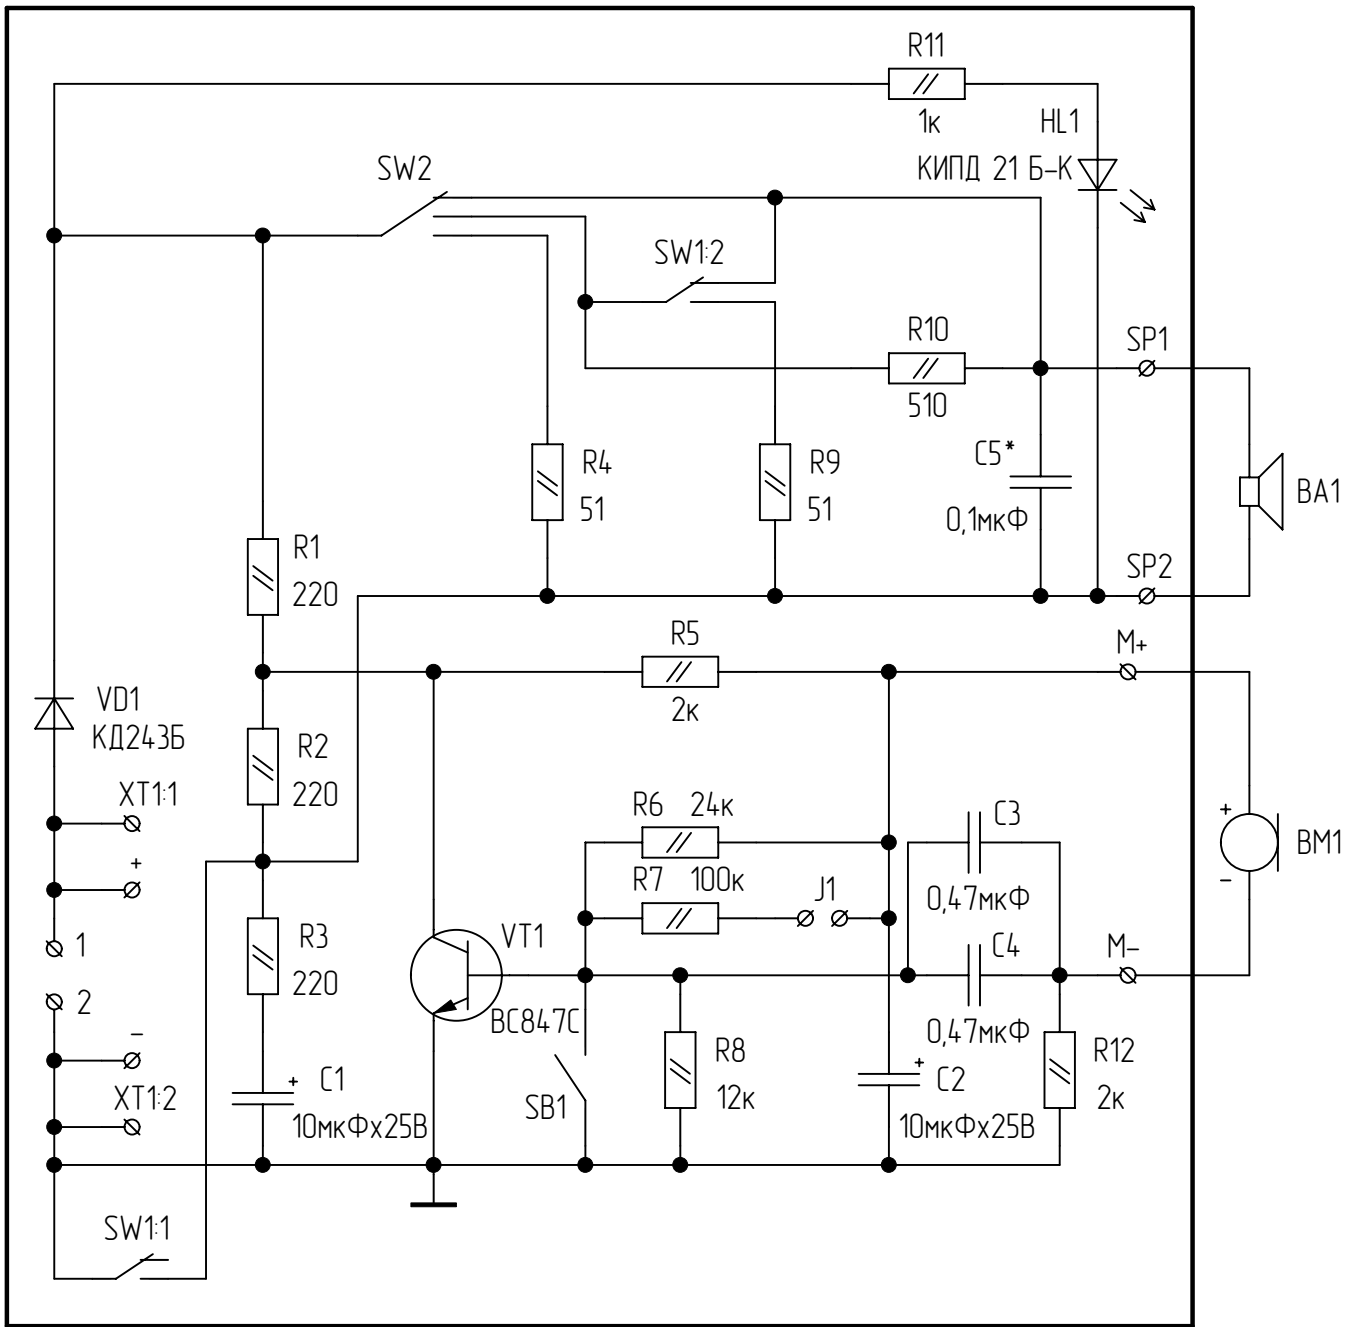 R11
1к
HL1
КИПД 21 Б-К
SW2
SW1:2
R10
510
SP1
R4
51
R9
51
C5*
0,1мкФ
BA1
R1
220
SP2
R5
2к
M+
VD1
КД243Б
R2
220
XT1:1
+
R6 24к
R7 100к
J1
C3
0,47мкФ
+
BM1
-
1
R3
220
VT1
BC847C
C4
0,47мкФ
M-
2
-
XT1:2
+
C1
10мкФх25В
SB1
R8
12к
+
C2
10мкФх25В
R12
2к
SW1:1